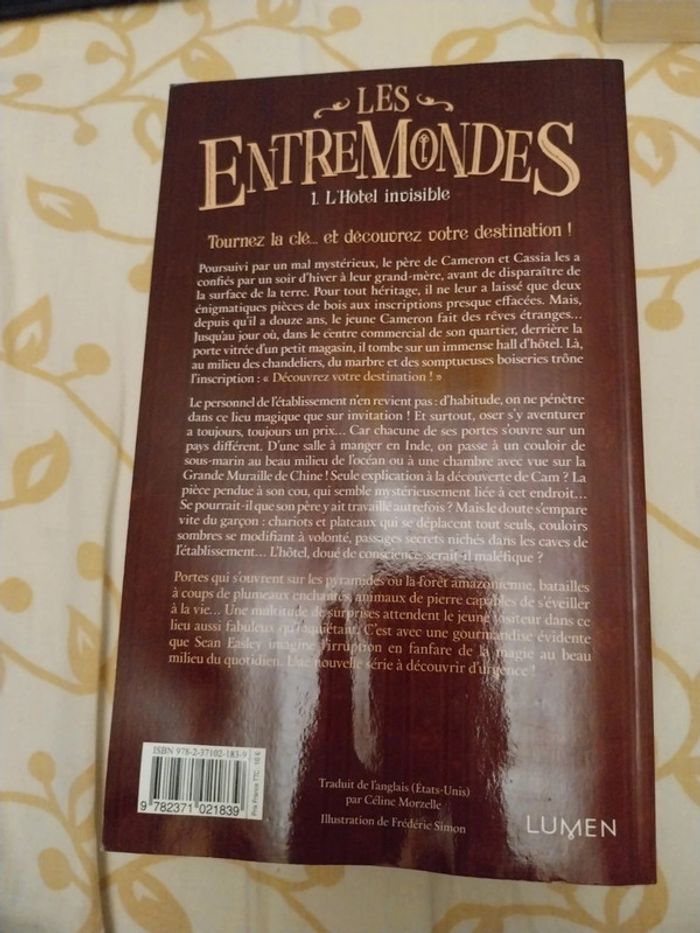 LES
ENTREMONDES
1. L'Hôtel invisible
Tournez la clé... et découvrez votre destination !
Poursuivi par un mal mystérieux, le père de Cameron et Cassia les a
confiés par un soir d'hiver à leur grand-mère, avant de disparaître de
la surface de la terre. Pour tout héritage, il ne leur a laissé que deux
énigmatiques pièces de bois aux inscriptions presque effacées. Mais,
depuis qu'il a douze ans, le jeune Cameron fait des rêves étranges...
Jusqu'au jour où, dans le centre commercial de son quartier, derrière la
porte vitrée d'un petit magasin, il tombe sur un immense hall d'hôtel. Là,
au milieu des chandeliers, du marbre et des somptueuses boiseries trône
l'inscription : « Découvrez votre destination ! »
Le personnel de l'établissement n'en revient pas : d'habitude, on ne pénètre
dans ce lieu magique que sur invitation ! Et surtout, oser s'y aventurer
a toujours, toujours un prix... Car chacune de ses portes s'ouvre sur un
pays différent. D'une salle à manger en Inde, on passe à un couloir de
sous-marin au beau milieu de l'océan ou à une chambre avec vue sur la
Grande Muraille de Chine ! Seule explication à la découverte de Cam ? La
pièce pendue à son cou, qui semble mystérieusement liée à cet endroit...
Se pourrait-il que son père y ait travaillé autrefois ? Mais le doute s'empare
vite du garçon : chariots et plateaux qui se déplacent tout seuls, couloirs
sombres se modifiant à volonté, passages secrets nichés dans les caves de
l'établissement... L'hôtel, doué de conscience, serait-il maléfique ?
Portes qui s'ouvrent sur les pyramides ou la forêt amazonienne, batailles
à coups de plumeaux enchantés, animaux de pierre capables de s'éveiller
à la vie... Une multitude de surprises attendent le jeune visiteur dans ce
lieu aussi fabuleux qu'inquiétant. C'est avec une gourmandise évidente
que Sean Easley imagine l'irruption en fanfare de la magie au beau
milieu du quotidien. Une nouvelle série à découvrir d'urgence !
ISBN 978-2-37102-183-9
9 782371 021839
Prix France TTC : 16 €
Traduit de l'anglais (États-Unis)
par Céline Morzelle
Illustration de Frédéric Simon
LUMEN